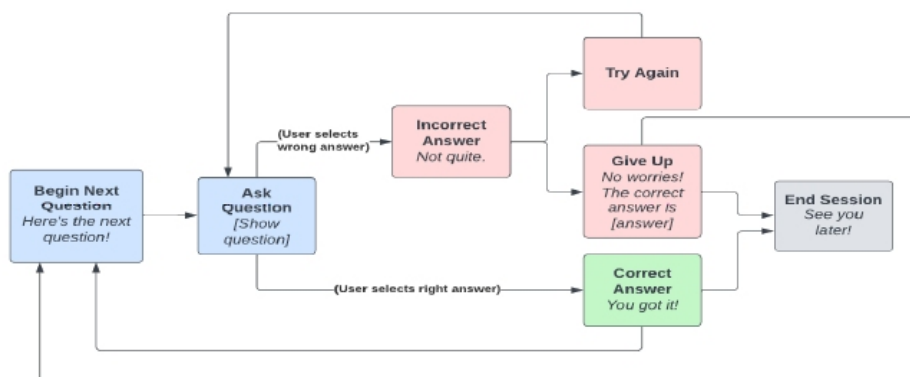 Try Again
(User selects
wrong answer)
Incorrect
Answer
Not quite.
Give Up
No worries!
The correct
answer is
[answer]
Begin Next
Question
Here's the next
question!
Ask
Question
[Show
question]
End Session
See you
later!
Correct
Answer
You got it!
(User selects right answer)